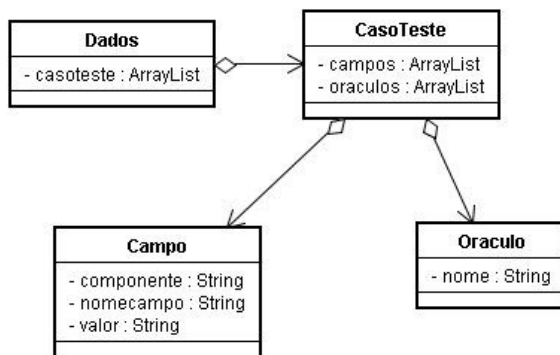 Dados
- casoteste : ArrayList
CasoTeste
- campos : ArrayList
- oraculos : ArrayList
Campo
- componente : String
- nomecampo : String
- valor : String
Oraculo
- nome : String